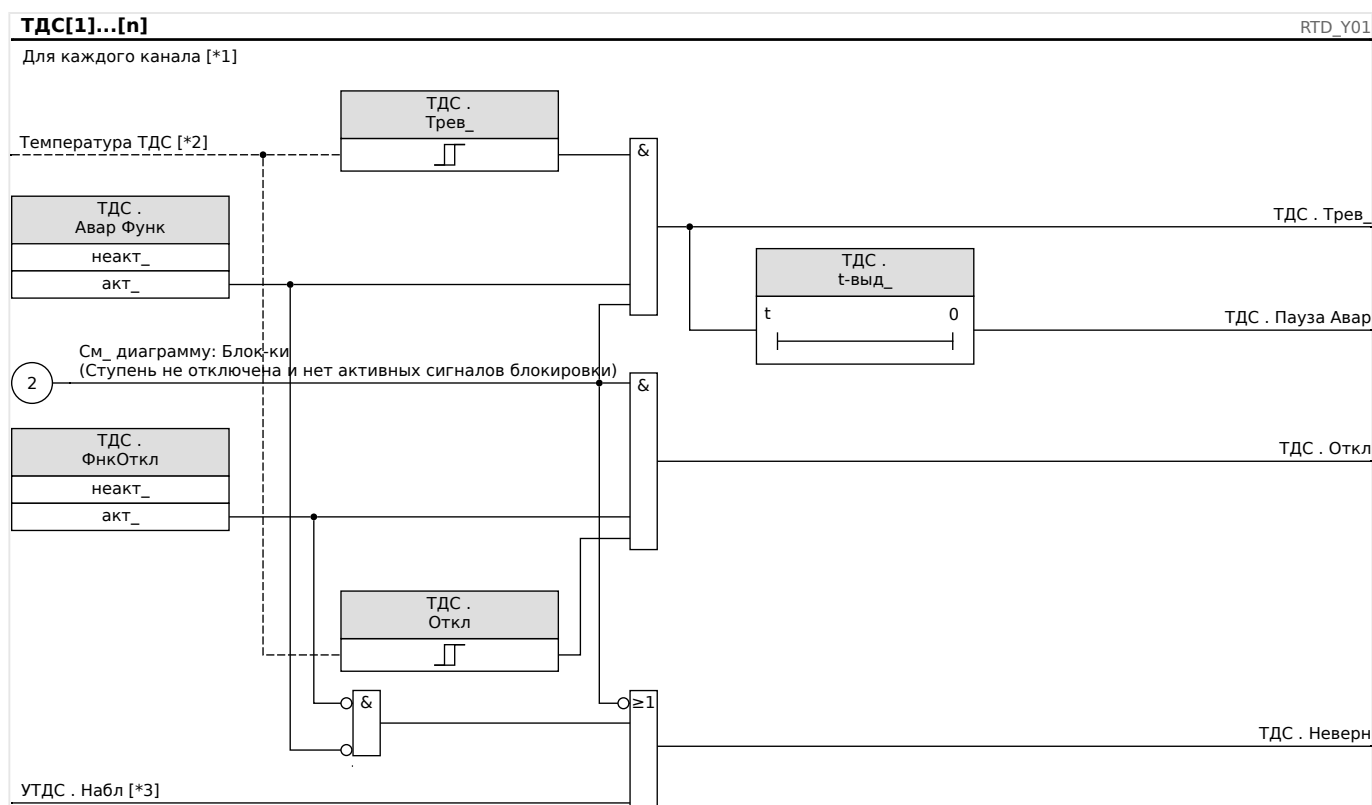 ТДС[1]...[n]
RTD_Y01
Для каждого канала [*1]
ТДС .
Трев_
Температура ТДС [*2]
&
ТДС .
Авар Функ
неакт_
акт_
ТДС . Трев_
ТДС .
t-выд_
t
0
ТДС . Пауза Авар
См_ диаграмму: Блок-ки
(Ступень не отключена и нет активных сигналов блокировки)
2
&
ТДС .
ФнкОткл
неакт_
акт_
ТДС . Откл
ТДС .
Откл
&
≥1
ТДС . Неверн
УТДС . Набл [*3]